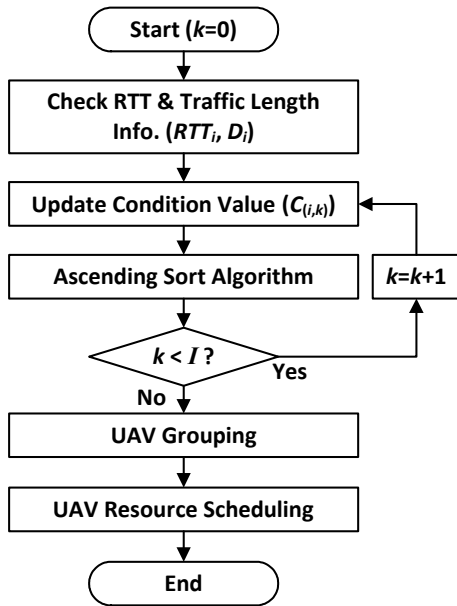 Start (k=0)
Check RTT & Traffic Length
Info. (RTTi, Di)
Update Condition Value (C(i,k))
Ascending Sort Algorithm
k=k+1
k < I ?
Yes
No
UAV Grouping
UAV Resource Scheduling
End